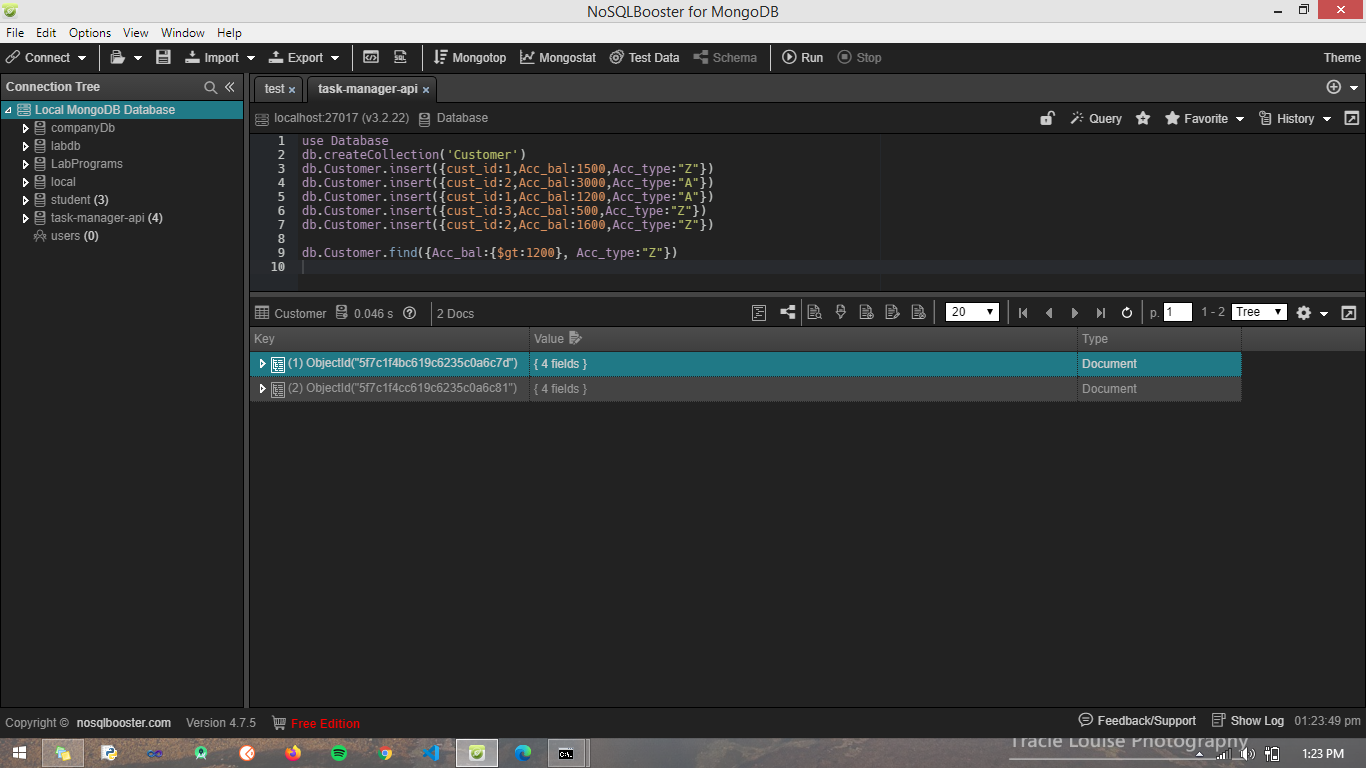 NoSQLBooster for MongoDB
File Edit Options View Window Help
Connect Import Export Mongotop Mongostat Test Data Schema Run Stop Theme
Connection Tree
test × task-manager-api ×
Local MongoDB Database
companyDb
labdb
LabPrograms
local
student (3)
task-manager-api (4)
users (0)
localhost:27017 (v3.2.22) Database Query Favorite History
1 use Database
2 db.createCollection('Customer')
3 db.Customer.insert({cust_id:1,Acc_bal:1500,Acc_type:"Z"})
4 db.Customer.insert({cust_id:2,Acc_bal:3000,Acc_type:"A"})
5 db.Customer.insert({cust_id:1,Acc_bal:1200,Acc_type:"A"})
6 db.Customer.insert({cust_id:3,Acc_bal:500,Acc_type:"Z"})
7 db.Customer.insert({cust_id:2,Acc_bal:1600,Acc_type:"Z"})
8
9 db.Customer.find({Acc_bal:{$gt:1200}, Acc_type:"Z"})
10
Customer 0.046 s 2 Docs 20 p. 1 1 - 2 Tree
Key Value Type
(1) ObjectId("5f7c1f4bc619c6235c0a6c7d") { 4 fields } Document
(2) ObjectId("5f7c1f4cc619c6235c0a6c81") { 4 fields } Document
Copyright © nosqlbooster.com Version 4.7.5 Free Edition Feedback/Support Show Log 01:23:49 pm
Tracie Louise Photography
1:23 PM